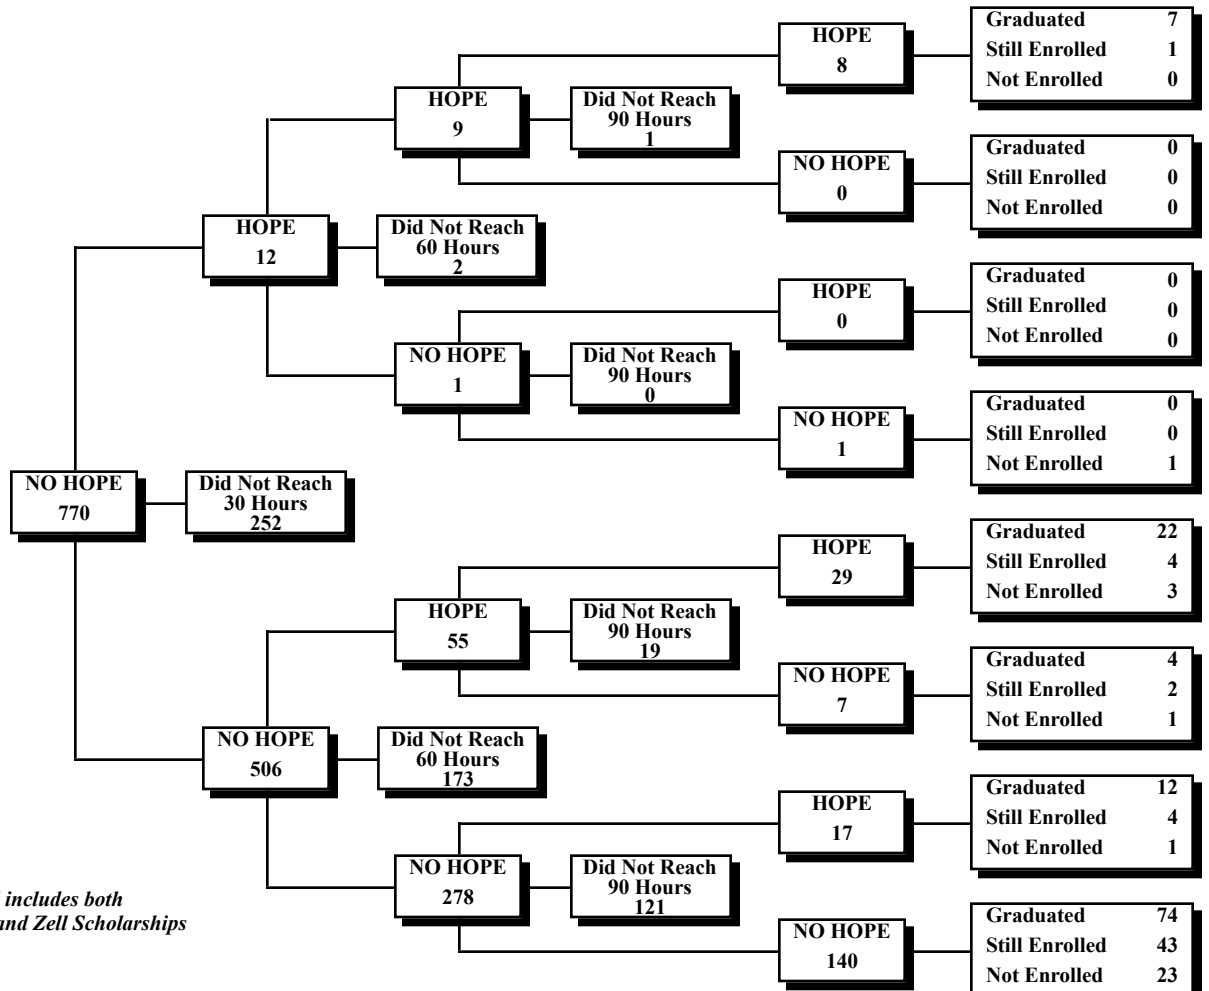 NO HOPE
770
Did Not Reach
30 Hours
252
HOPE
12
Did Not Reach
60 Hours
2
NO HOPE
506
Did Not Reach
60 Hours
173
HOPE
9
Did Not Reach
90 Hours
1
NO HOPE
1
Did Not Reach
90 Hours
0
HOPE
55
Did Not Reach
90 Hours
19
NO HOPE
278
Did Not Reach
90 Hours
121
HOPE
8
Graduated 7
Still Enrolled 1
Not Enrolled 0
NO HOPE
0
Graduated 0
Still Enrolled 0
Not Enrolled 0
HOPE
0
Graduated 0
Still Enrolled 0
Not Enrolled 0
NO HOPE
1
Graduated 0
Still Enrolled 0
Not Enrolled 1
HOPE
29
Graduated 22
Still Enrolled 4
Not Enrolled 3
NO HOPE
7
Graduated 4
Still Enrolled 2
Not Enrolled 1
HOPE
17
Graduated 12
Still Enrolled 4
Not Enrolled 1
NO HOPE
140
Graduated 74
Still Enrolled 43
Not Enrolled 23
includes both
and Zell Scholarships